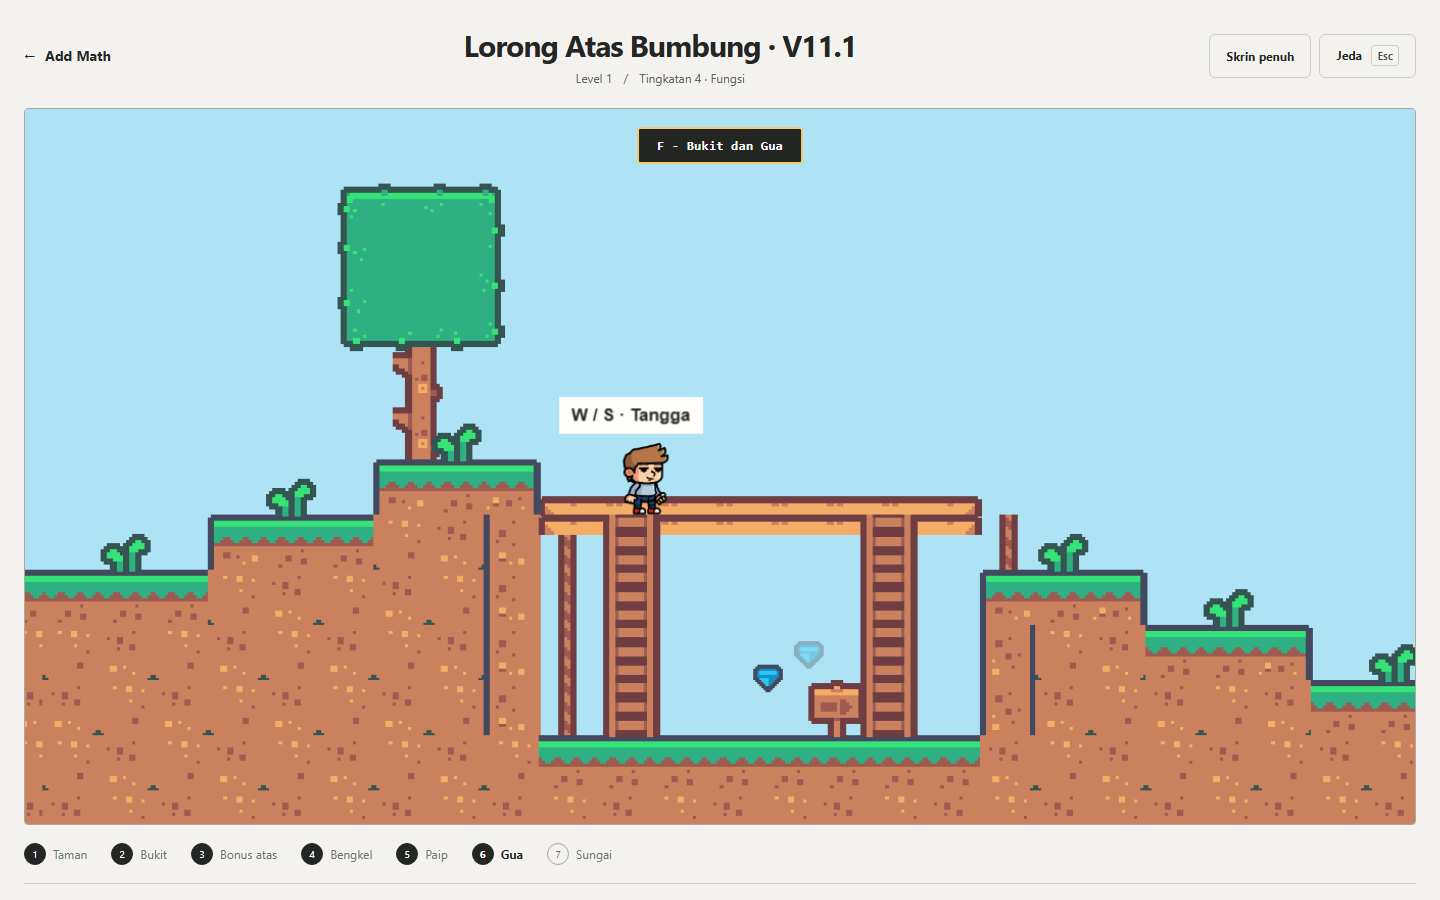 ← Add Math
Lorong Atas Bumbung · V11.1
Level 1 / Tingkatan 4 · Fungsi
Skrin penuh
Jeda Esc
F - Bukit dan Gua
W / S · Tangga
1 Taman
2 Bukit
3 Bonus atas
4 Bengkel
5 Paip
6 Gua
7 Sungai